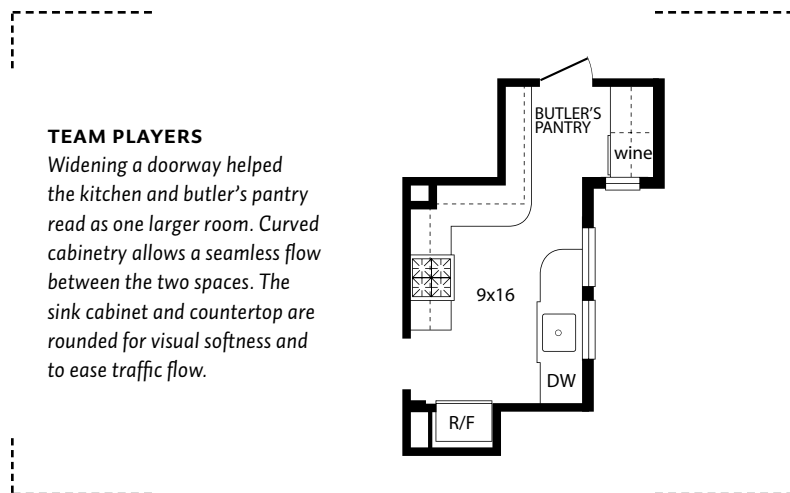 TEAM PLAYERS
Widening a doorway helped
the kitchen and butler's pantry
read as one larger room. Curved
cabinetry allows a seamless flow
between the two spaces. The
sink cabinet and countertop are
rounded for visual softness and
to ease traffic flow.
BUTLER'S
PANTRY
wine
9x16
DW
R/F